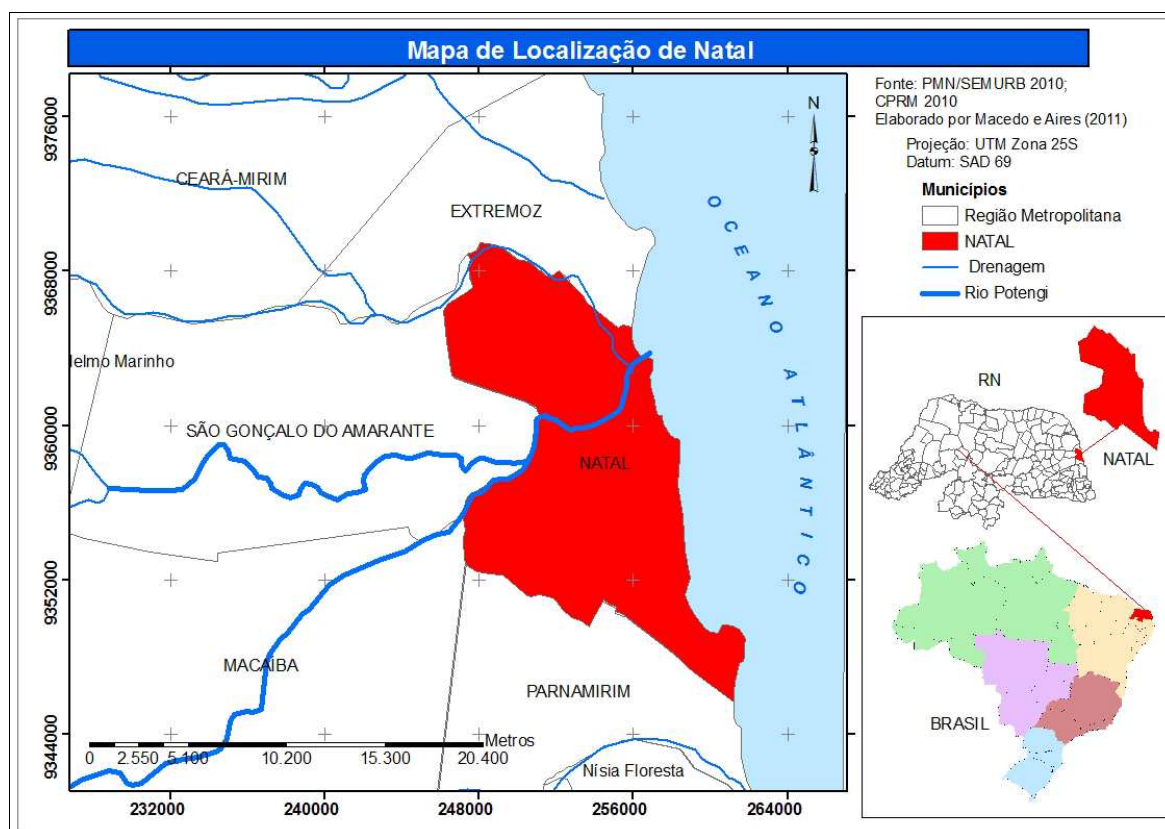 Mapa de Localização de Natal
Fonte: PMN/SEMURB 2010;
CPRM 2010
Elaborado por Macedo e Aires (2011)
Projeção: UTM Zona 25S
Datum: SAD 69
Municípios
Região Metropolitana
NATAL
Drenagem
Rio Potengi
N
9376000
9368000
9360000
9352000
9344000
CEARÁ-MIRIM
EXTREMOZ
OCEANO ATLÂNTICO
lelmo Marinho
SÃO GONÇALO DO AMARANTE
NATAL
MACAIBA
PARNAMIRIM
Nísia Floresta
Metros
0 2.550 5.100 10.200 15.300 20.400
232000 240000 248000 256000 264000
RN
NATAL
BRASIL